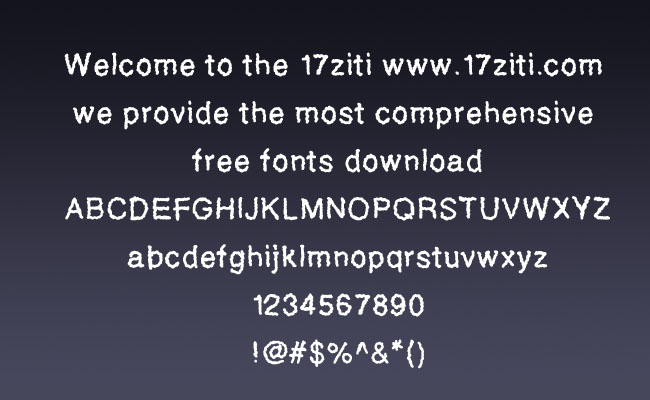 Welcome to the 17ziti www.17ziti.com
we provide the most comprehensive
free fonts download
ABCDEFGHIJKLMNOPQRSTUVWXYZ
abcdefghijklmnopqrstuvwxyz
1234567890
!@#$%^&*()